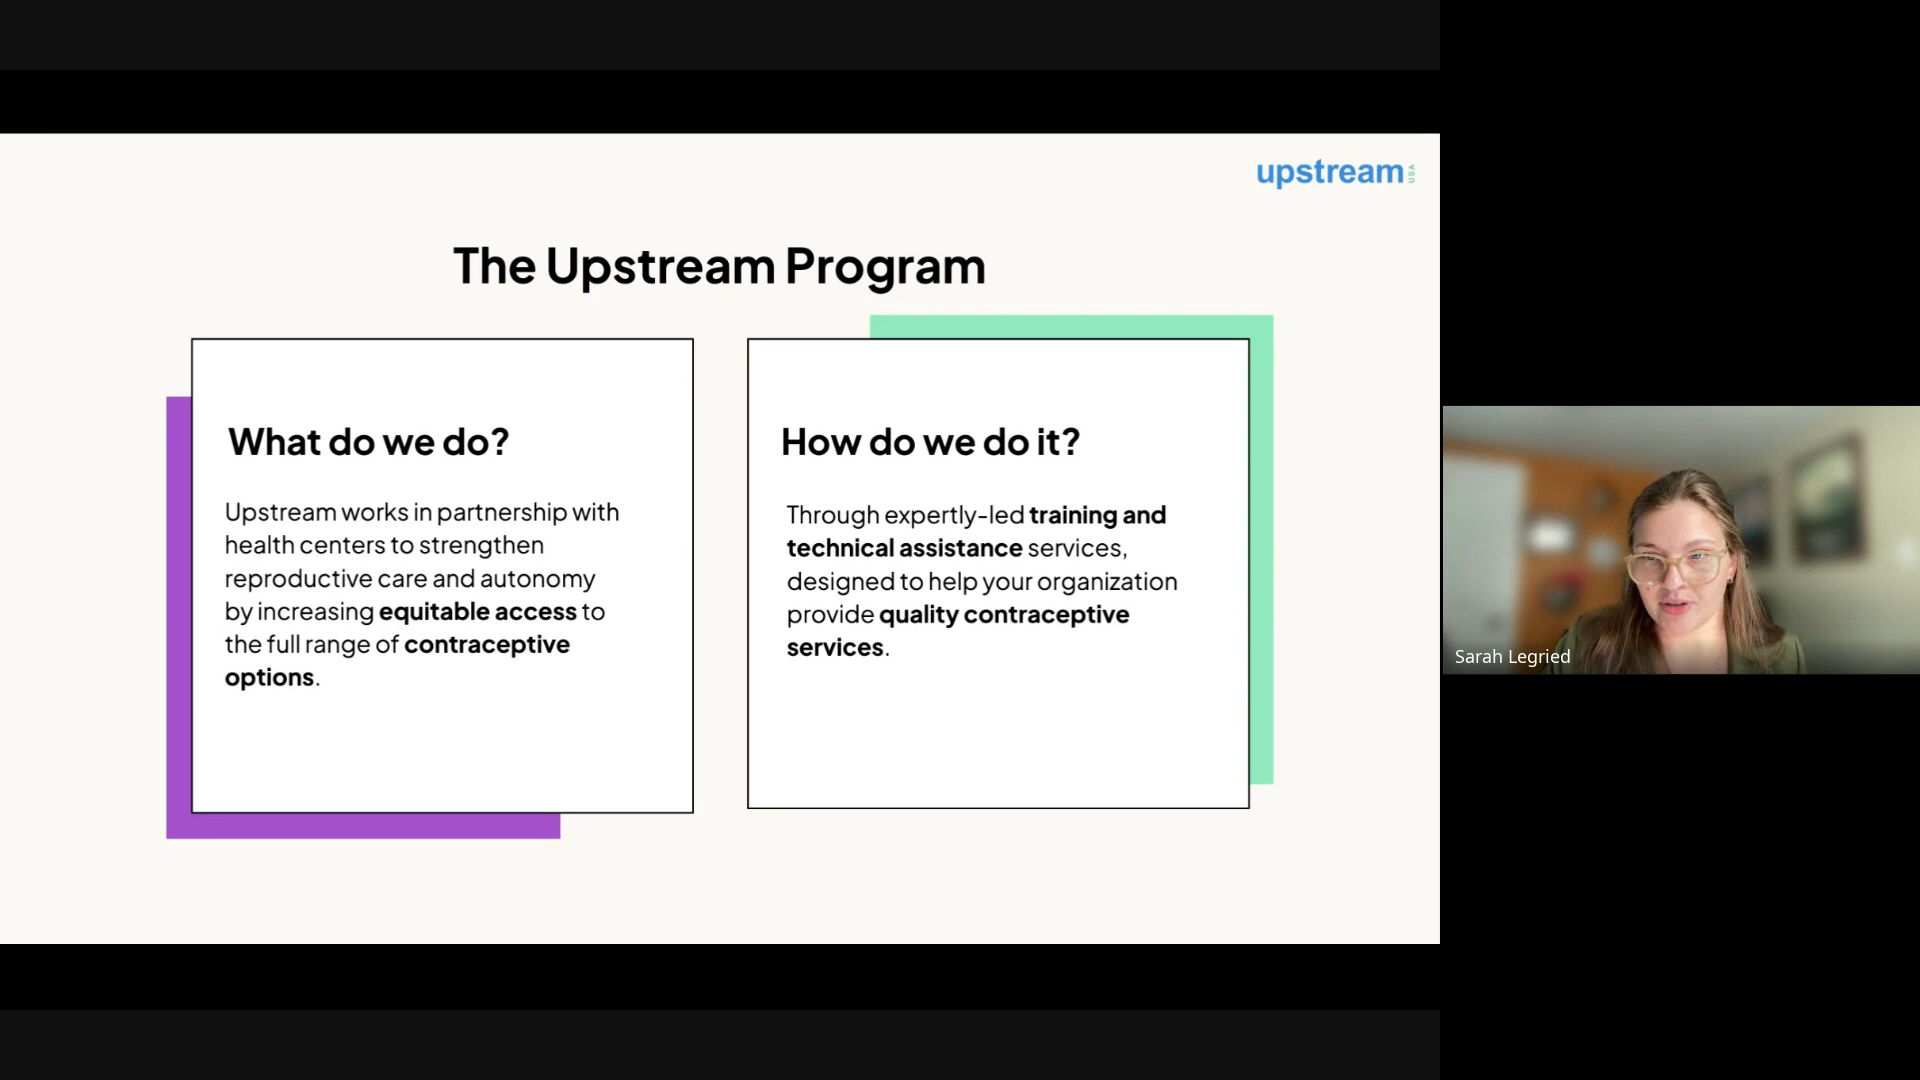 upstream USA
The Upstream Program
What do we do?
Upstream works in partnership with
health centers to strengthen
reproductive care and autonomy
by increasing equitable access to
the full range of contraceptive
options.
How do we do it?
Through expertly-led training and
technical assistance services,
designed to help your organization
provide quality contraceptive
services.
Sarah Legried